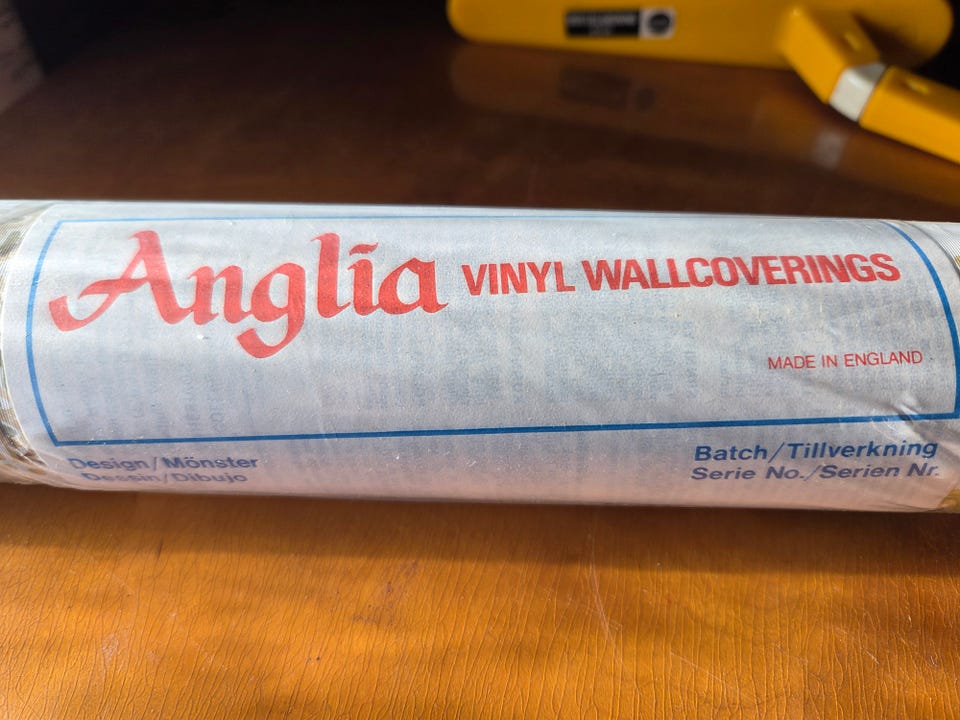 Anglia VINYL WALLCOVERINGS
MADE IN ENGLAND
Design/Mönster
Dessin/Dibujo
Batch/Tillverkning
Serie No./Serien Nr.